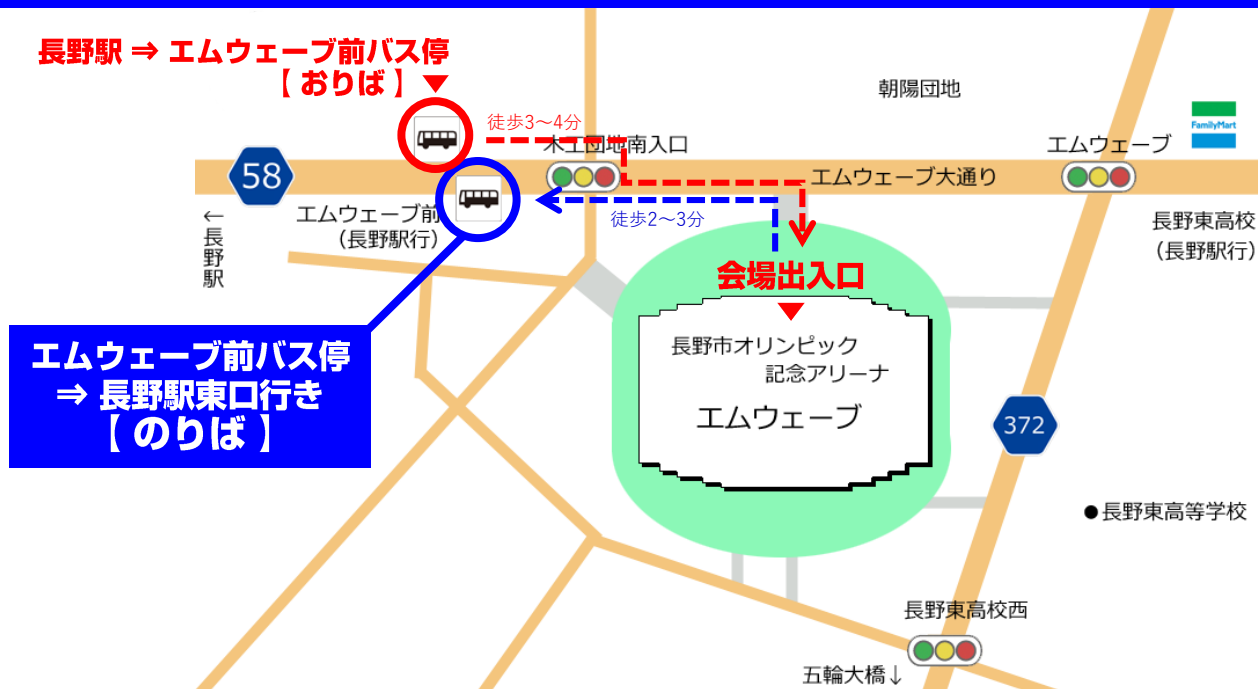 長野駅 ⇒ エムウェーブ前バス停
【 おりば 】
徒歩3〜4分
朝陽団地
FamilyMart
木工団地南入口
エムウェーブ
58
エムウェーブ大通り
←長野駅
エムウェーブ前
(長野駅行)
徒歩2〜3分
長野東高校
(長野駅行)
会場出入口
長野市オリンピック
記念アリーナ
エムウェーブ
エムウェーブ前バス停
⇒ 長野駅東口行き
【 のりば 】
372
●長野東高等学校
長野東高校西
五輪大橋↓